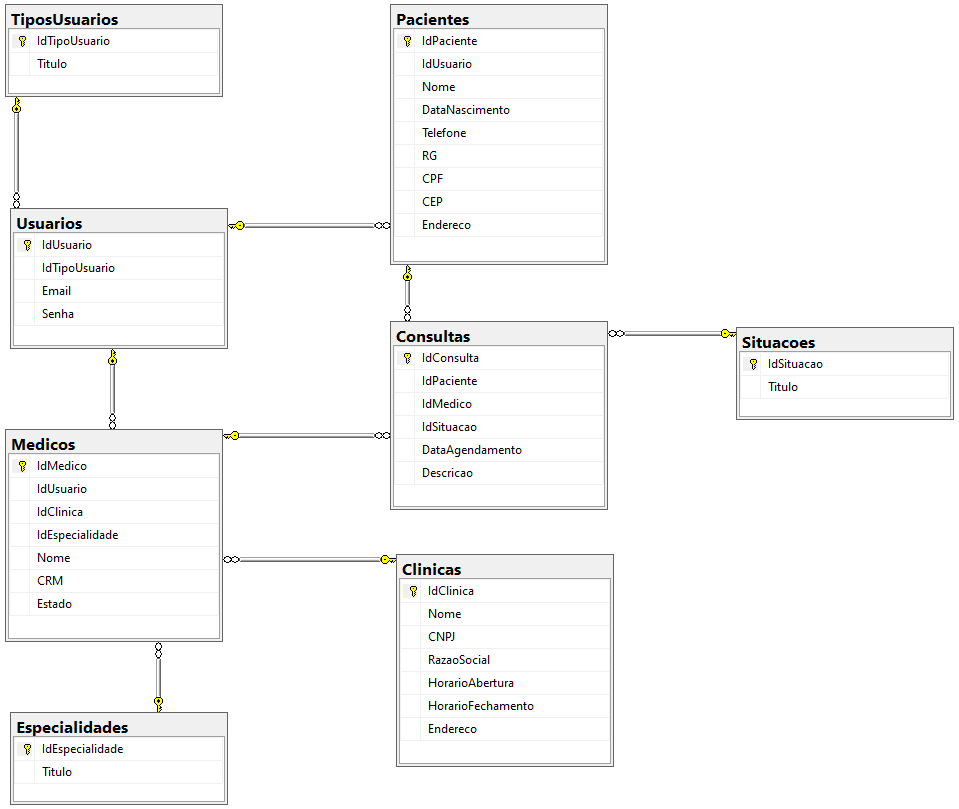 TiposUsuarios
IdTipoUsuario
Titulo
Pacientes
IdPaciente
IdUsuario
Nome
DataNascimento
Telefone
RG
CPF
CEP
Endereco
Usuarios
IdUsuario
IdTipoUsuario
Email
Senha
Consultas
IdConsulta
IdPaciente
IdMedico
IdSituacao
DataAgendamento
Descricao
Situacoes
IdSituacao
Titulo
Medicos
IdMedico
IdUsuario
IdClinica
IdEspecialidade
Nome
CRM
Estado
Clinicas
IdClinica
Nome
CNPJ
RazaoSocial
HorarioAbertura
HorarioFechamento
Endereco
Especialidades
IdEspecialidade
Titulo